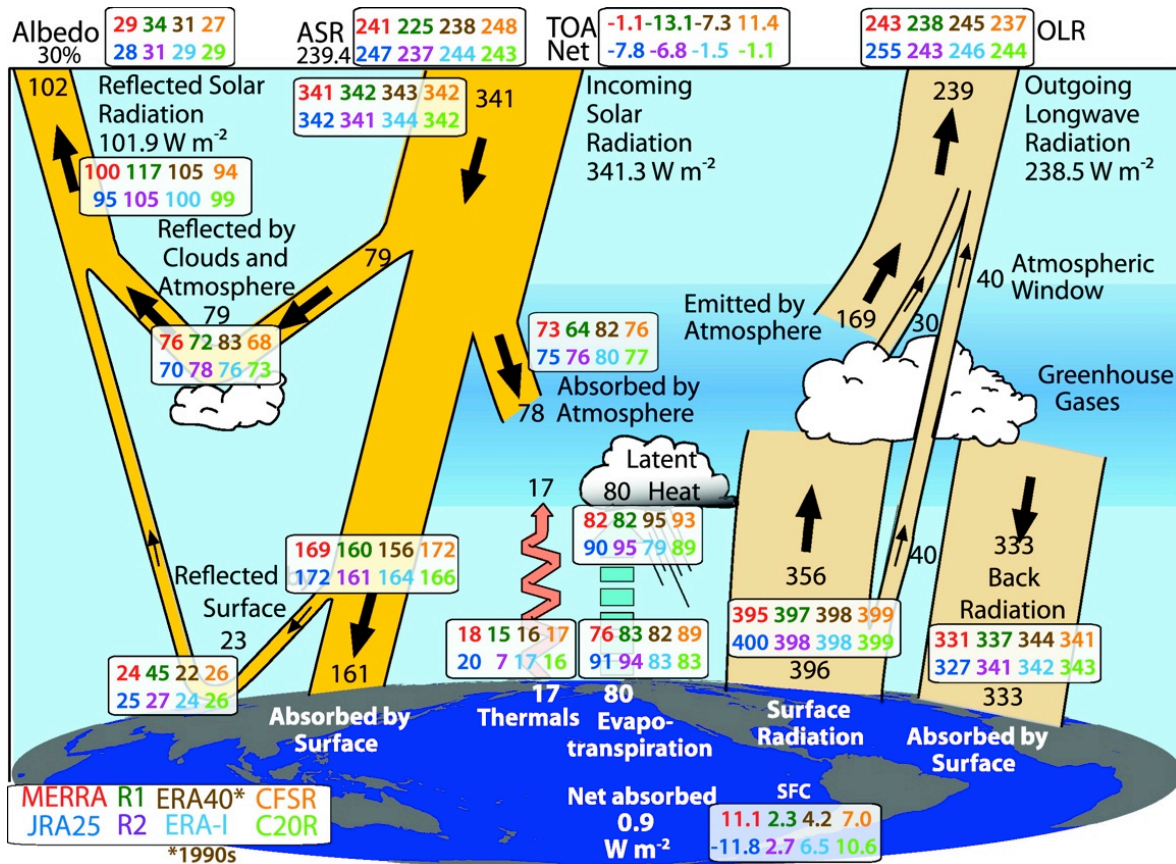 Albedo
30%
29 34 31 27
28 31 29 29
ASR
239.4
241 225 238 248
247 237 244 243
TOA
Net
-1.1 -13.1 -7.3 11.4
-7.8 -6.8 -1.5 -1.1
243 238 245 237
255 243 246 244
OLR
102
Reflected Solar
Radiation
101.9 W m-2
341 342 343 342
342 341 344 342
341
Incoming
Solar
Radiation
341.3 W m-2
239
Outgoing
Longwave
Radiation
238.5 W m-2
100 117 105 94
95 105 100 99
Reflected by
Clouds and
Atmosphere
79
79
76 72 83 68
70 78 76 73
73 64 82 76
75 76 80 77
Absorbed by
Atmosphere
78
Emitted by
Atmosphere
169
30
40
Atmospheric
Window
Greenhouse
Gases
17
Latent
80 Heat
82 82 95 93
90 95 79 89
169 160 156 172
172 161 164 166
Reflected
Surface
23
24 45 22 26
25 27 24 26
161
Absorbed by
Surface
18 15 16 17
20 7 17 16
17
Thermals
76 83 82 89
91 94 83 83
80
Evapo-
transpiration
356
395 397 398 399
400 398 398 399
396
Surface
Radiation
40
333
Back
Radiation
331 337 344 341
327 341 342 343
333
Absorbed by
Surface
MERRA R1 ERA40* CFSR
JRA25 R2 ERA-I C20R
*1990s
Net absorbed
0.9
W m-2
SFC
11.1 2.3 4.2 7.0
-11.8 2.7 6.5 10.6